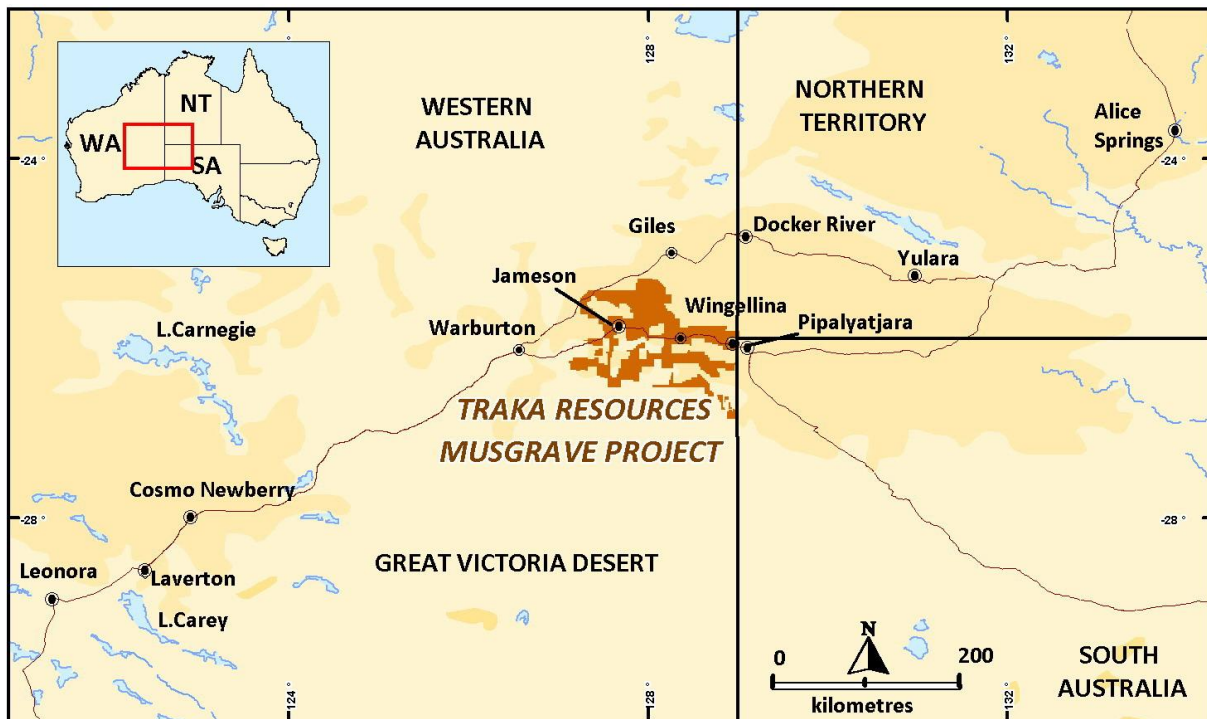 128 °
132 °
NT
WA
SA
WESTERN
AUSTRALIA
NORTHERN
TERRITORY
Alice
Springs
-24 °
-24 °
Giles
Docker River
Yulara
Jameson
Wingellina
Pipalyatjara
L.Carnegie
Warburton
TRAKA RESOURCES
MUSGRAVE PROJECT
Cosmo Newberry
-28 °
-28 °
Leonora
Laverton
GREAT VICTORIA DESERT
L.Carey
N
0
200
kilometres
SOUTH
AUSTRALIA
124 °
128 °
132 °